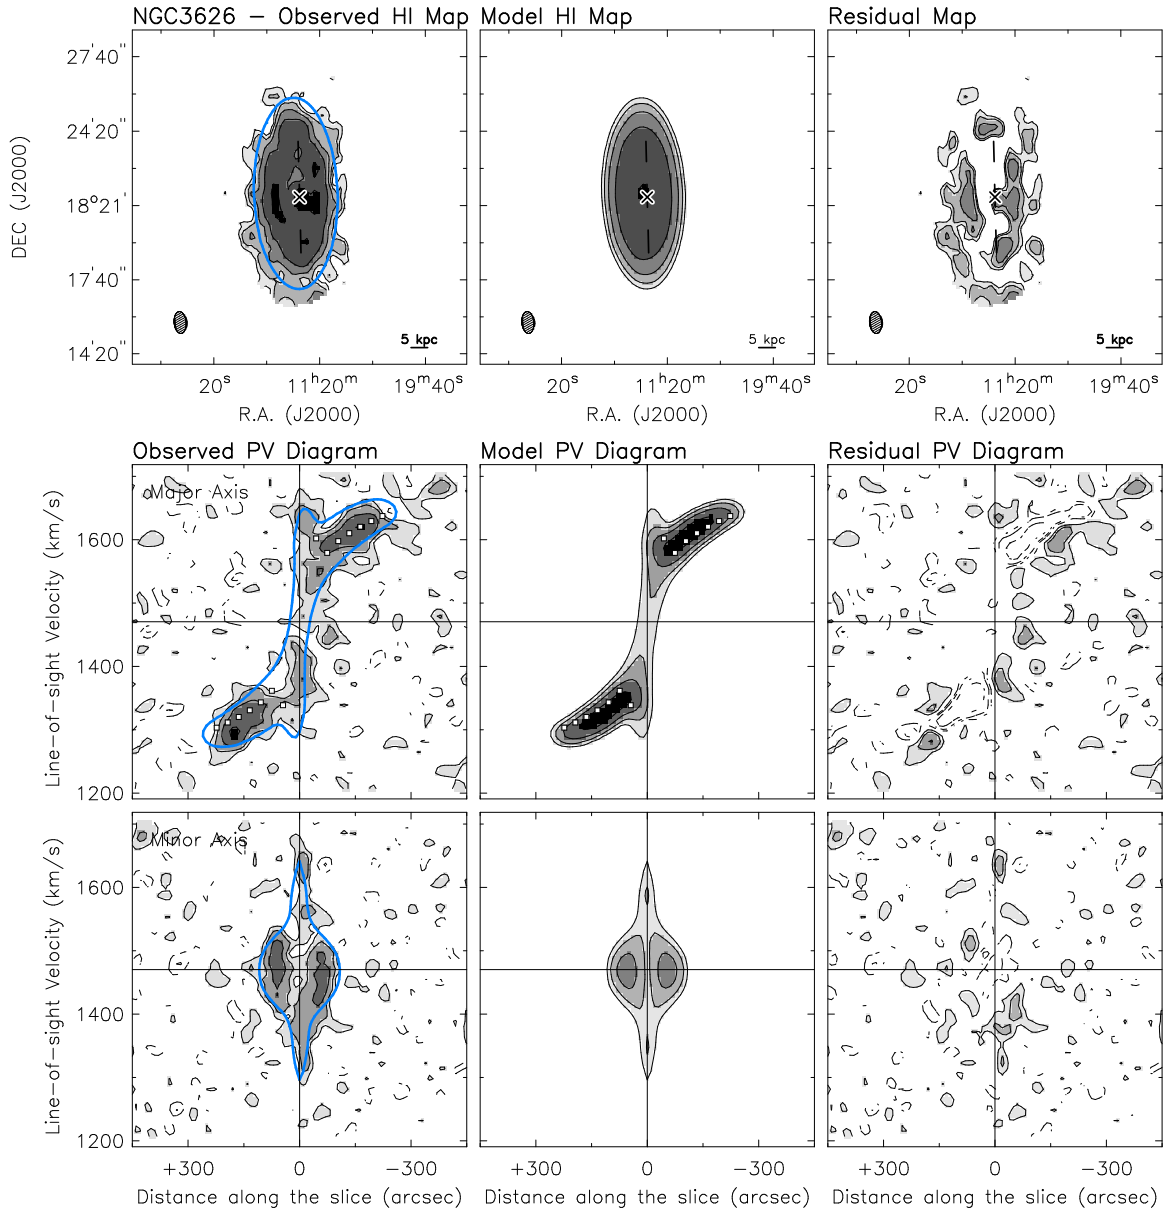 NGC3626 – Observed HI Map
Model HI Map
Residual Map
DEC (J2000)
27'40"
24'20"
18°21'
17'40"
14'20"
5 kpc
5 kpc
5 kpc
20s 11h20m 19m40s
20s 11h20m 19m40s
20s 11h20m 19m40s
R.A. (J2000)
R.A. (J2000)
R.A. (J2000)
Observed PV Diagram
Model PV Diagram
Residual PV Diagram
Major Axis
Line–of–sight Velocity (km/s)
1600
1400
1200
Minor Axis
Line–of–sight Velocity (km/s)
1600
1400
1200
+300 0 −300
+300 0 −300
+300 0 −300
Distance along the slice (arcsec)
Distance along the slice (arcsec)
Distance along the slice (arcsec)